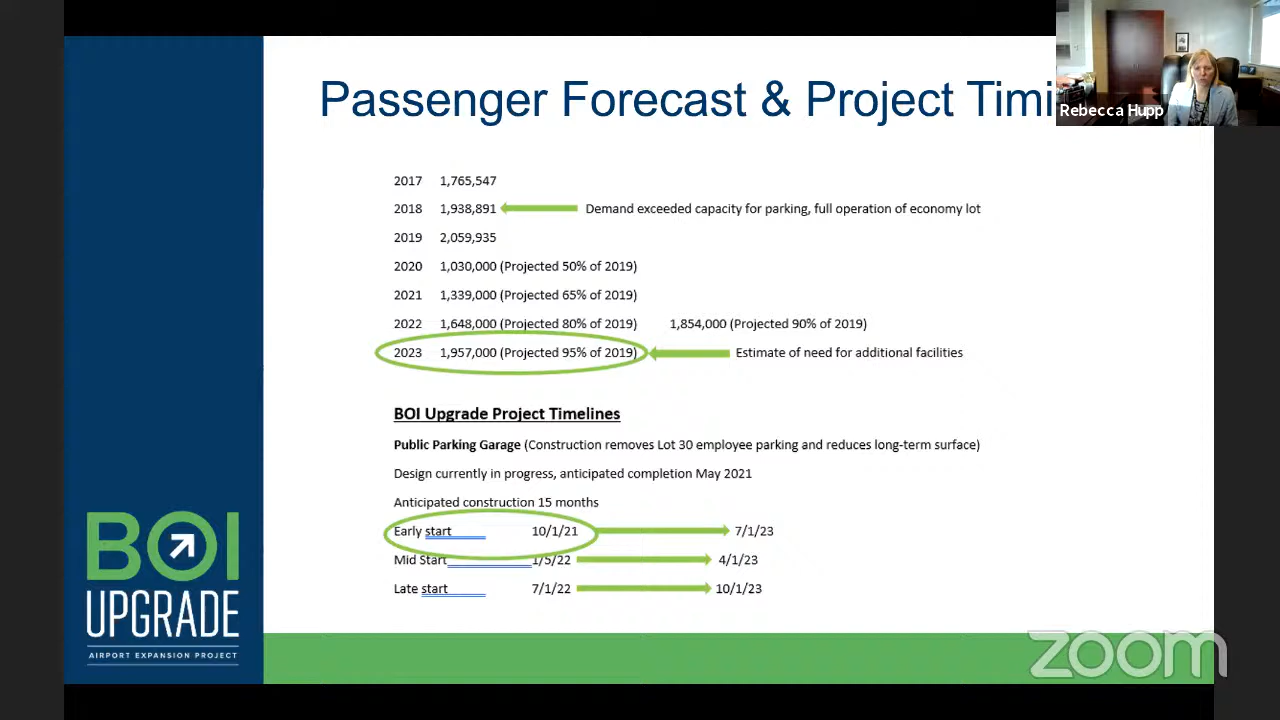 Passenger Forecast & Project Timi
Rebecca Hupp
2017 1,765,547
2018 1,938,891 Demand exceeded capacity for parking, full operation of economy lot
2019 2,059,935
2020 1,030,000 (Projected 50% of 2019)
2021 1,339,000 (Projected 65% of 2019)
2022 1,648,000 (Projected 80% of 2019) 1,854,000 (Projected 90% of 2019)
2023 1,957,000 (Projected 95% of 2019) Estimate of need for additional facilities
BOI Upgrade Project Timelines
Public Parking Garage (Construction removes Lot 30 employee parking and reduces long-term surface)
Design currently in progress, anticipated completion May 2021
Anticipated construction 15 months
Early start 10/1/21 7/1/23
Mid Start 1/5/22 4/1/23
Late start 7/1/22 10/1/23
BOI
UPGRADE
AIRPORT EXPANSION PROJECT
zoom